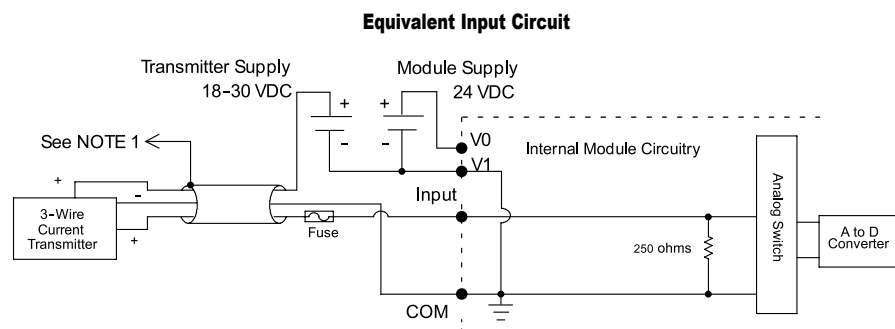 Equivalent Input Circuit
Transmitter Supply
18-30 VDC
Module Supply
24 VDC
+
-
+
-
V0
V1
See NOTE 1
Internal Module Circuitry
Input
+
-
+
3-Wire
Current
Transmitter
Fuse
250 ohms
Analog Switch
A to D
Converter
COM